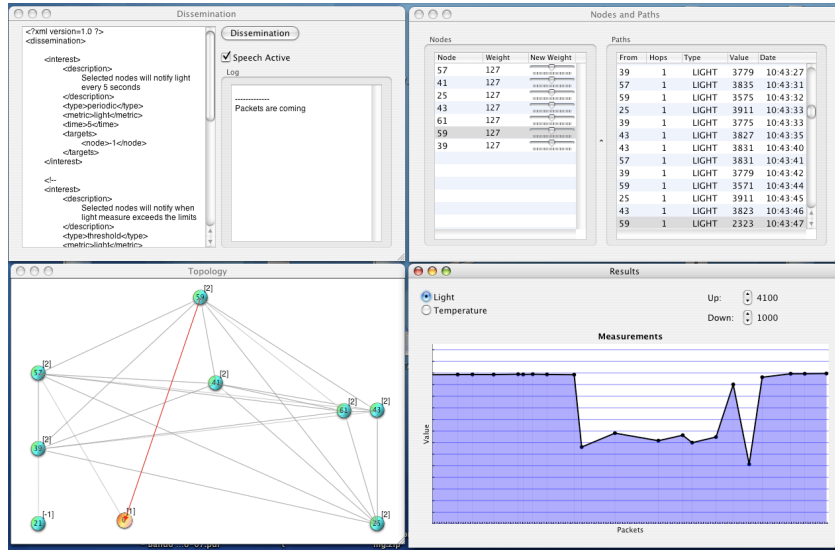 Dissemination
<?xml version=1.0 ?>
<dissemination>
<interest>
<description>
Selected nodes will notify light
every 5 seconds
</description>
<type>periodic</type>
<metric>light</metric>
<time>5</time>
<targets>
<node>-1</node>
</targets>
</interest>
<!--
<interest>
<description>
Selected nodes will notify when
light measure exceeds the limits
</description>
<type>threshold</type>
<metric>light</metric>
Dissemination
Speech Active
Log
-------------
Packets are coming
Nodes and Paths
Nodes
Node Weight New Weight
57 127
41 127
25 127
43 127
61 127
59 127
39 127
Paths
From Hops Type Value Date
39 1 LIGHT 3779 10:43:27
57 1 LIGHT 3835 10:43:31
59 1 LIGHT 3575 10:43:32
25 1 LIGHT 3911 10:43:33
39 1 LIGHT 3775 10:43:33
43 1 LIGHT 3827 10:43:35
43 1 LIGHT 3831 10:43:40
57 1 LIGHT 3831 10:43:41
39 1 LIGHT 3779 10:43:42
59 1 LIGHT 3571 10:43:44
25 1 LIGHT 3911 10:43:45
43 1 LIGHT 3823 10:43:46
59 1 LIGHT 2323 10:43:47
Topology
[2]
59
[2]
57
[2]
41
[2]
61
[2]
43
[2]
39
[-1]
21
[1]
0
[2]
25
Results
Light
Temperature
Up: 4100
Down: 1000
Measurements
Value
Packets